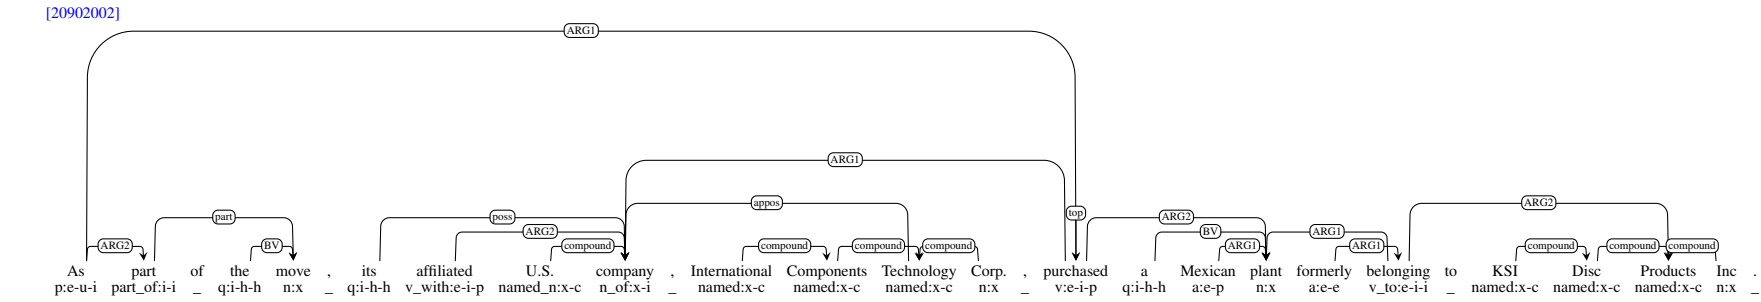 [20902002]
ARG1
ARG1
appos
part poss top ARG2 ARG2
ARG2 BV ARG1
ARG2 BV compound compound compound compound ARG1 ARG1 compound compound compound
As part of the move , its affiliated U.S. company , International Components Technology Corp. , purchased a Mexican plant formerly belonging to KSI Disc Products Inc .
p:e-u-i part_of:i-i _ q:i-h-h n:x _ q:i-h-h v_with:e-i-p named_n:x-c n_of:x-i _ named:x-c named:x-c named:x-c n:x _ v:e-i-p q:i-h-h a:e-p n:x a:e-e v_to:e-i-i _ named:x-c named:x-c named:x-c n:x _